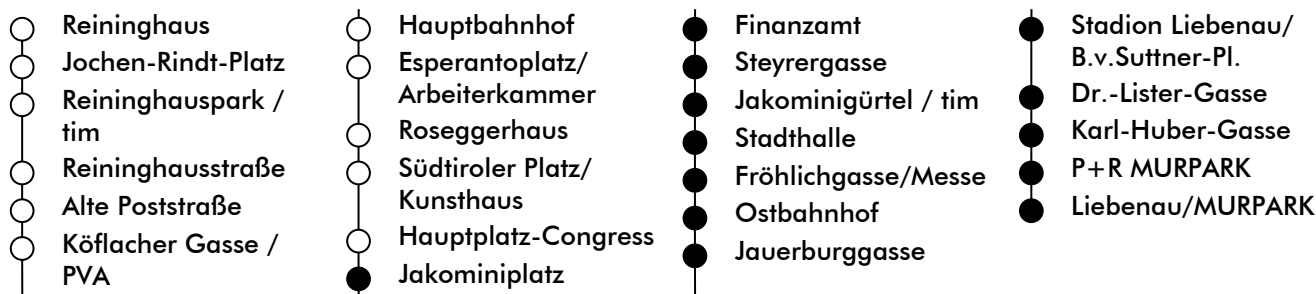 Reininghaus
Jochen-Rindt-Platz
Reininghauspark /
tim
Reininghausstraße
Alte Poststraße
Köflacher Gasse /
PVA
Hauptbahnhof
Esperantoplatz/
Arbeiterkammer
Roseggerhaus
Südtiroler Platz/
Kunsthaus
Hauptplatz-Congress
Jakominiplatz
Finanzamt
Steyrergasse
Jakominigürtel / tim
Stadthalle
Fröhlichgasse/Messe
Ostbahnhof
Jauerburggasse
Stadion Liebenau/
B.v.Suttner-Pl.
Dr.-Lister-Gasse
Karl-Huber-Gasse
P+R MURPARK
Liebenau/MURPARK